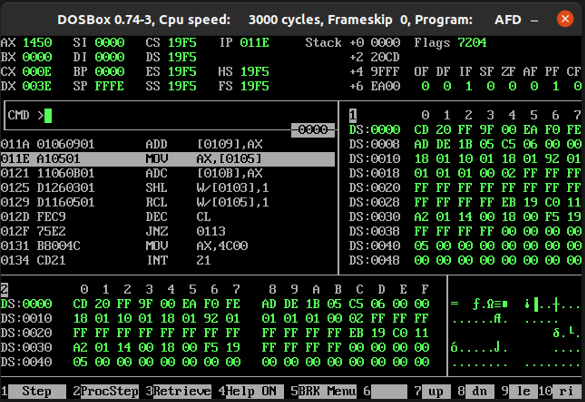 DOSBox 0.74-3, Cpu speed: 3000 cycles, Frameskip 0, Program: AFD
AX 1450 SI 0000 CS 19F5 IP 011E Stack +0 0000 Flags 7204
BX 0000 DI 0000 DS 19F5 +2 20CD
CX 000E BP 0000 ES 19F5 HS 19F5 +4 9FFF OF DF IF SF ZF AF PF CF
DX 003E SP FFFE SS 19F5 FS 19F5 +6 EA00 0 0 1 0 0 0 1 0
CMD >
0000
011A 01060901 ADD [0109],AX
011E A10501 MOV AX,[0105]
0121 11060B01 ADC [010B],AX
0125 D1260301 SHL W/[0103],1
0129 D1160501 RCL W/[0105],1
012D FEC9 DEC CL
012F 75E2 JNZ 0113
0131 B8004C MOV AX,4C00
0134 CD21 INT 21
1 0 1 2 3 4 5 6 7
DS:0000 CD 20 FF 9F 00 EA F0 FE
DS:0008 AD DE 1B 05 C5 06 00 00
DS:0010 18 01 10 01 18 01 92 01
DS:0018 01 01 01 00 02 FF FF FF
DS:0020 FF FF FF FF FF FF FF FF
DS:0028 FF FF FF FF EB 19 C0 11
DS:0030 A2 01 14 00 18 00 F5 19
DS:0038 FF FF FF FF 00 00 00 00
DS:0040 05 00 00 00 00 00 00 00
DS:0048 00 00 00 00 00 00 00 00
2 0 1 2 3 4 5 6 7 8 9 A B C D E F
DS:0000 CD 20 FF 9F 00 EA F0 FE AD DE 1B 05 C5 06 00 00
DS:0010 18 01 10 01 18 01 92 01 01 01 01 00 02 FF FF FF
DS:0020 FF FF FF FF FF FF FF FF FF FF FF FF EB 19 C0 11
DS:0030 A2 01 14 00 18 00 F5 19 FF FF FF FF 00 00 00 00
DS:0040 05 00 00 00 00 00 00 00 00 00 00 00 00 00 00 00
1 Step 2ProcStep 3Retrieve 4Help ON 5BRK Menu 6 7 up 8 dn 9 le 10 ri